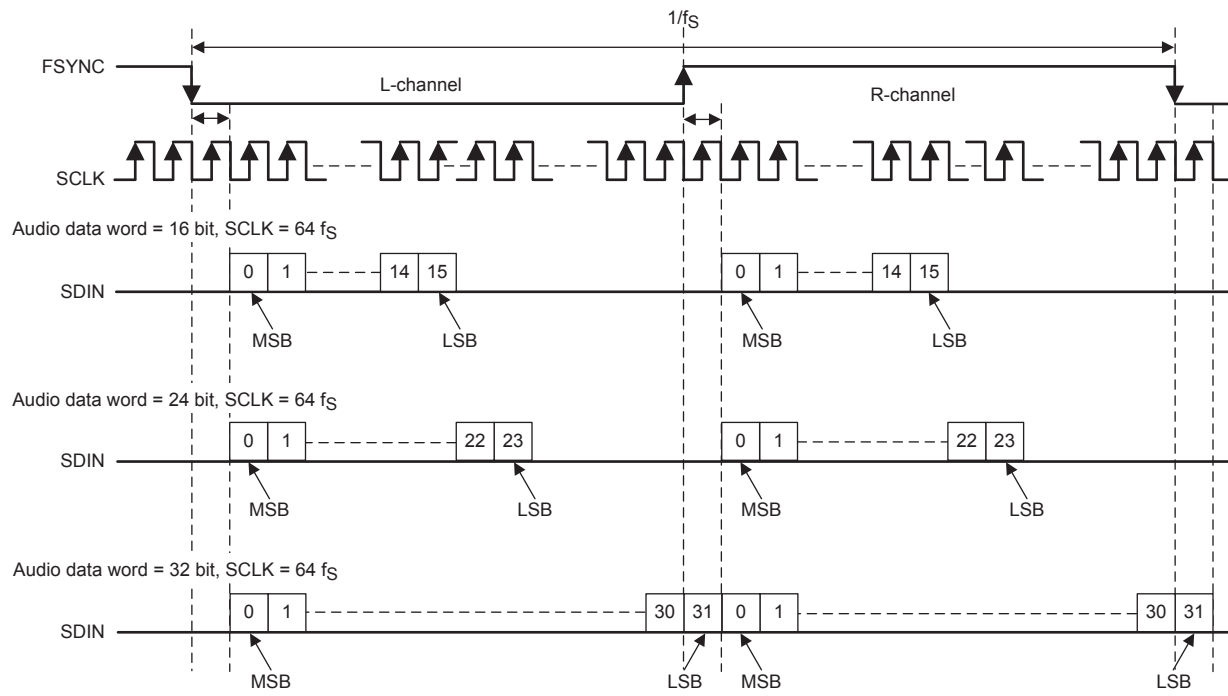 1/fS
FSYNC
L-channel
R-channel
SCLK
Audio data word = 16 bit, SCLK = 64 fS
0 1 14 15 0 1 14 15
SDIN
MSB LSB MSB LSB
Audio data word = 24 bit, SCLK = 64 fS
0 1 22 23 0 1 22 23
SDIN
MSB LSB MSB LSB
Audio data word = 32 bit, SCLK = 64 fS
0 1 30 31 0 1 30 31
SDIN
MSB LSB MSB LSB